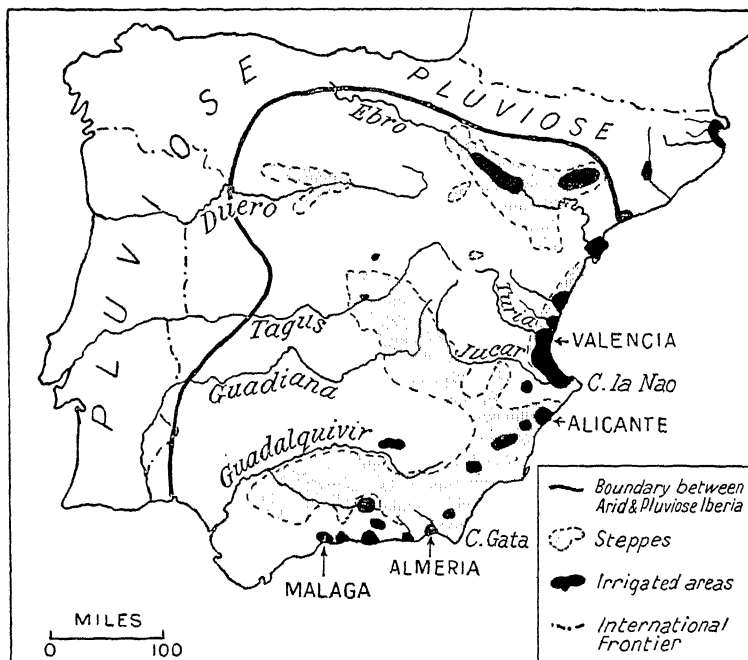 PLUVIOSE
PLUVIOSE
Ebro
Duero
Turia
Tagus
VALENCIA
Jucar
C. la Nao
Guadiana
ALICANTE
Guadalquivir
C. Gata
ALMERIA
MALAGA
MILES
0 100
Boundary between
Arid & Pluviose Iberia
Steppes
Irrigated areas
International
Frontier